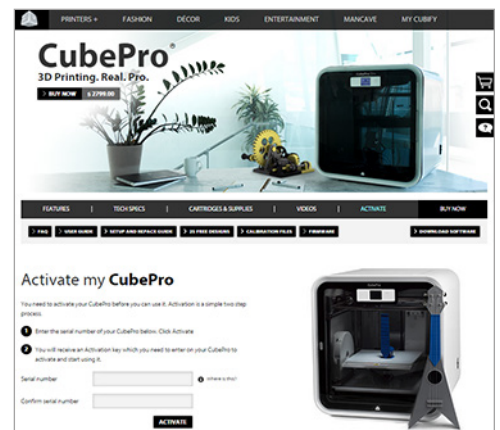 PRINTERS + FASHION DÉCOR KIDS ENTERTAINMENT MANCAVE MY CUBIFY
CubePro®
3D Printing. Real. Pro.
> BUY NOW $ 2799.00
FEATURES | TECH SPECS | CARTRIDGES & SUPPLIES | VIDEOS | ACTIVATE BUY NOW
> FAQ > USER GUIDE > SETUP AND REPACK GUIDE > 25 FREE DESIGNS > CALIBRATION FILES > FIRMWARE > DOWNLOAD SOFTWARE
Activate my CubePro
You need to activate your CubePro before you can use it. Activation is a simple two step
process.
1 Enter the serial number of your CubePro below. Click Activate
2 You will receive an Activation key which you need to enter on your CubePro to
activate and start using it.
Serial number Where is this?
Confirm serial number
ACTIVATE